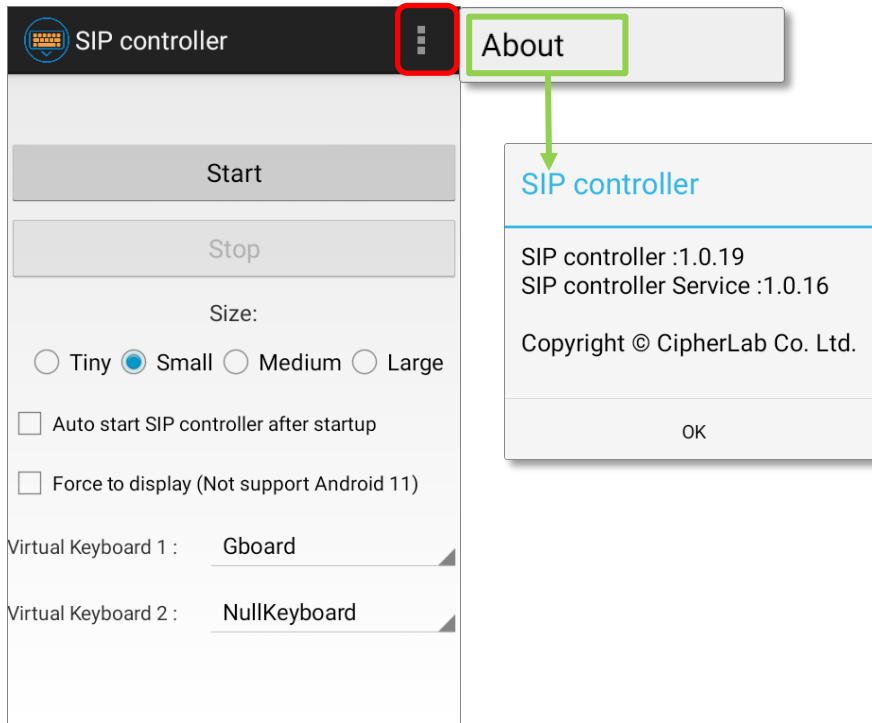 SIP controller
About
Start
Stop
Size:
Tiny Small Medium Large
Auto start SIP controller after startup
Force to display (Not support Android 11)
Virtual Keyboard 1 : Gboard
Virtual Keyboard 2 : NullKeyboard
SIP controller
SIP controller :1.0.19
SIP controller Service :1.0.16
Copyright © CipherLab Co. Ltd.
OK